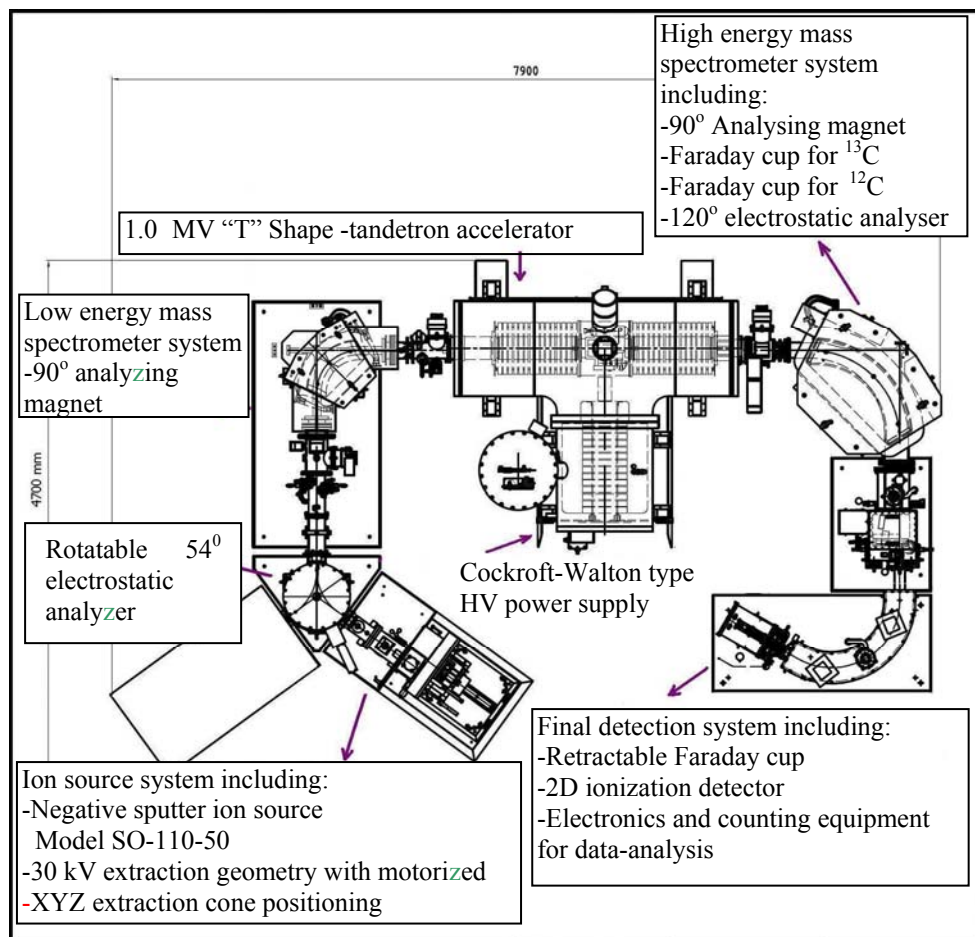 7900
High energy mass
spectrometer system
including:
-90° Analysing magnet
-Faraday cup for ¹³C
-Faraday cup for ¹²C
-120° electrostatic analyser
1.0 MV “T” Shape -tandetron accelerator
Low energy mass
spectrometer system
-90° analyzing
magnet
4700 mm
Rotatable 54⁰
electrostatic
analyzer
Cockroft-Walton type
HV power supply
Ion source system including:
-Negative sputter ion source
Model SO-110-50
-30 kV extraction geometry with motorized
-XYZ extraction cone positioning
Final detection system including:
-Retractable Faraday cup
-2D ionization detector
-Electronics and counting equipment
for data-analysis